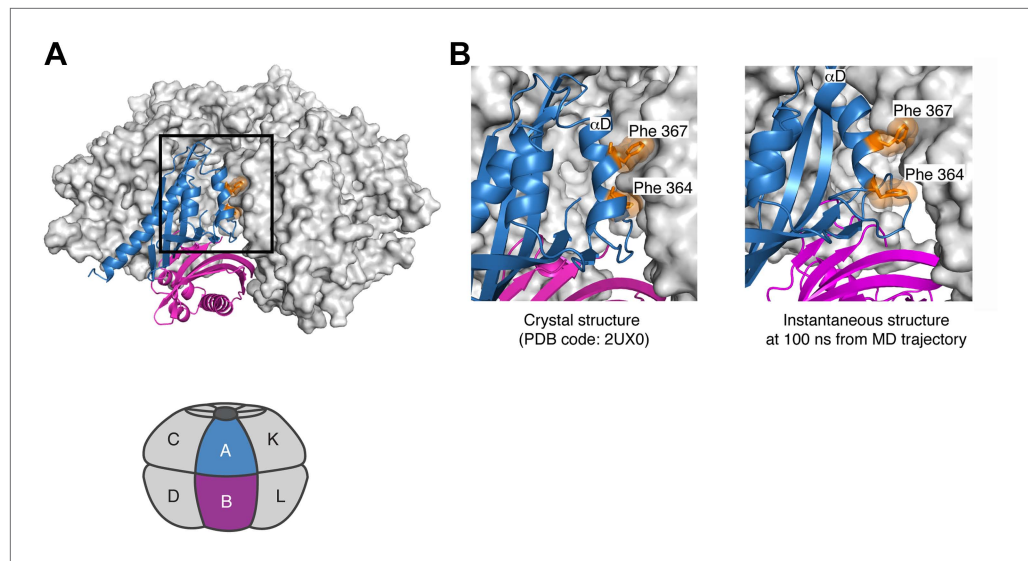 A
B
αD
Phe 367
Phe 364
αD
Phe 367
Phe 364
Crystal structure
(PDB code: 2UX0)
Instantaneous structure
at 100 ns from MD trajectory
C
A
K
D
B
L